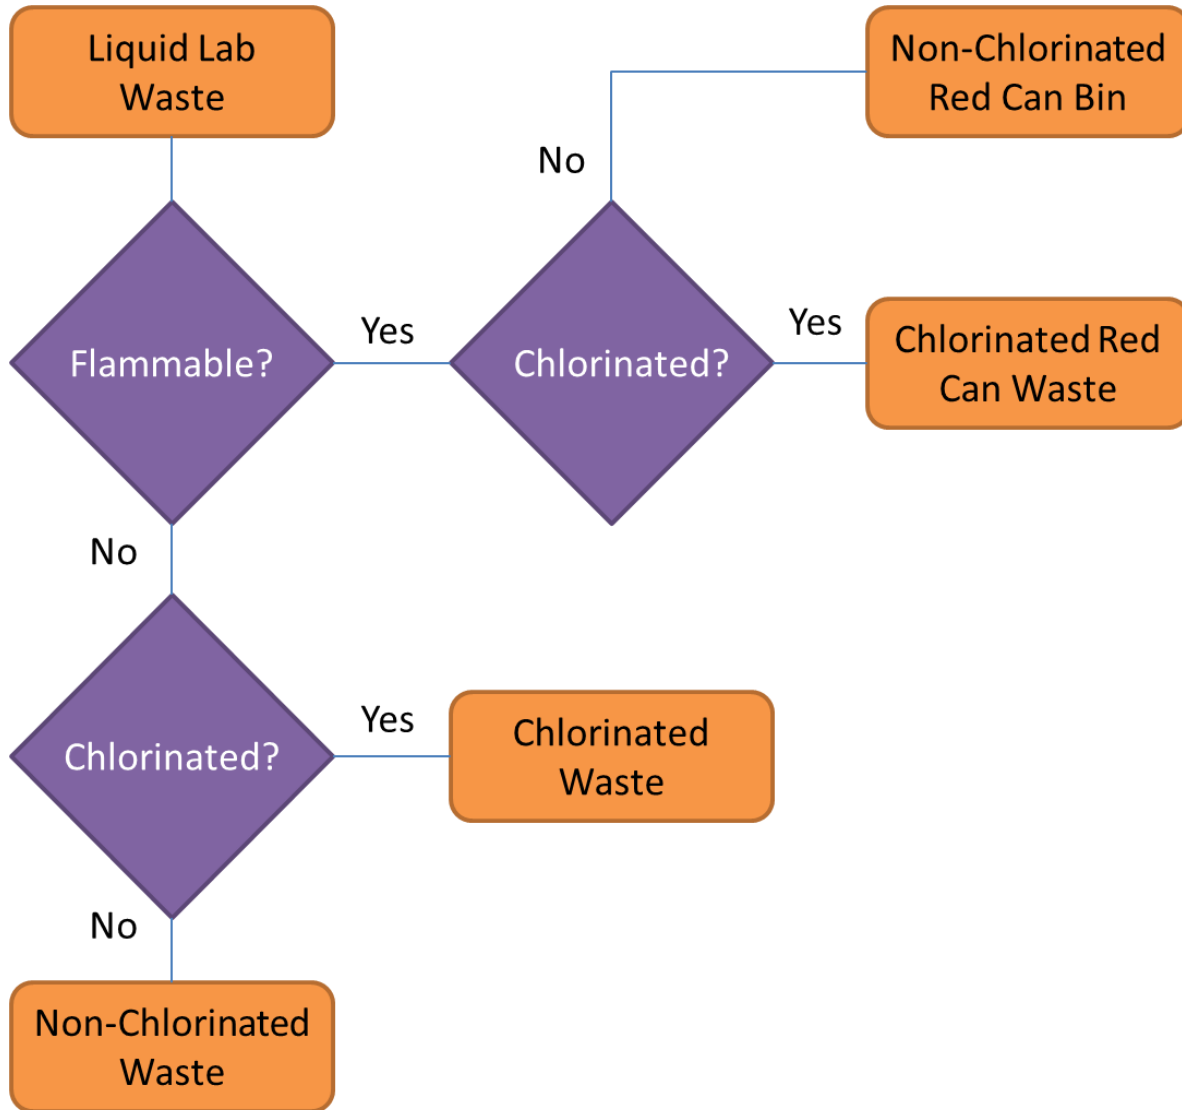 Liquid Lab
Waste
Non-Chlorinated
Red Can Bin
No
Flammable?
Yes
Chlorinated?
Yes
Chlorinated Red
Can Waste
No
Chlorinated?
Yes
Chlorinated
Waste
No
Non-Chlorinated
Waste